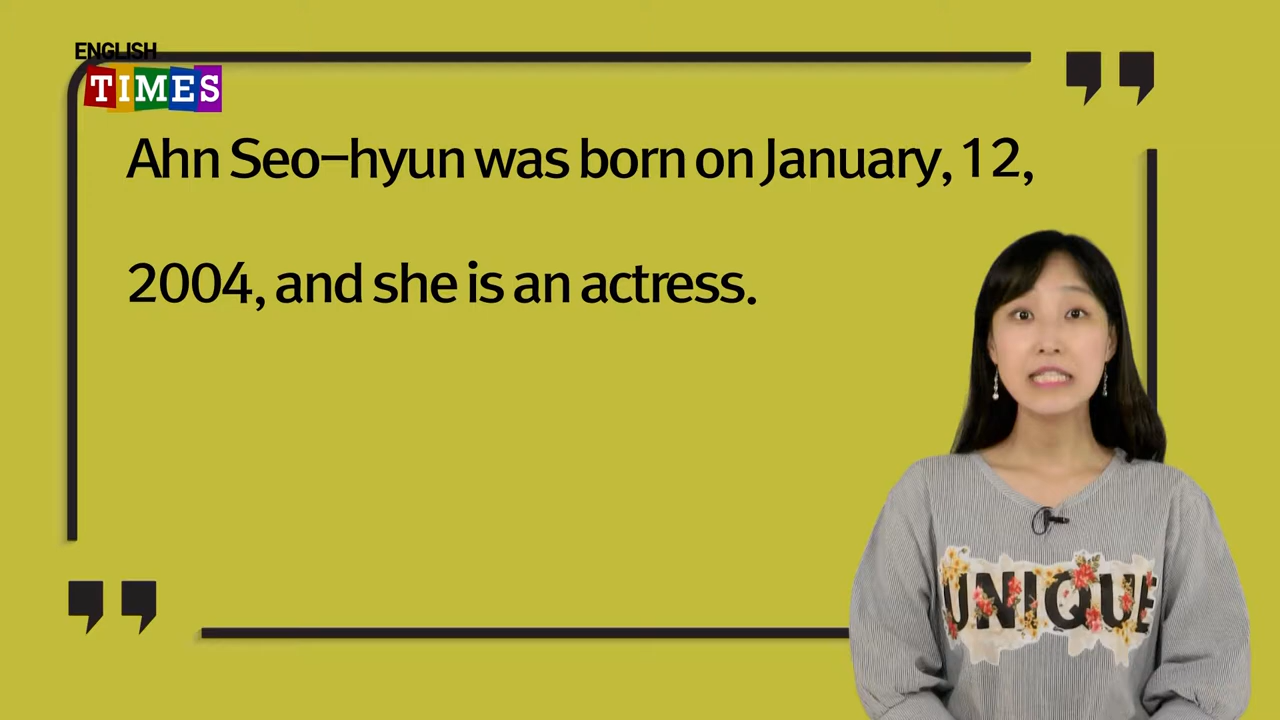 ENGLISH
TIMES
Ahn Seo-hyun was born on January, 12,
2004, and she is an actress.
UNIQUE